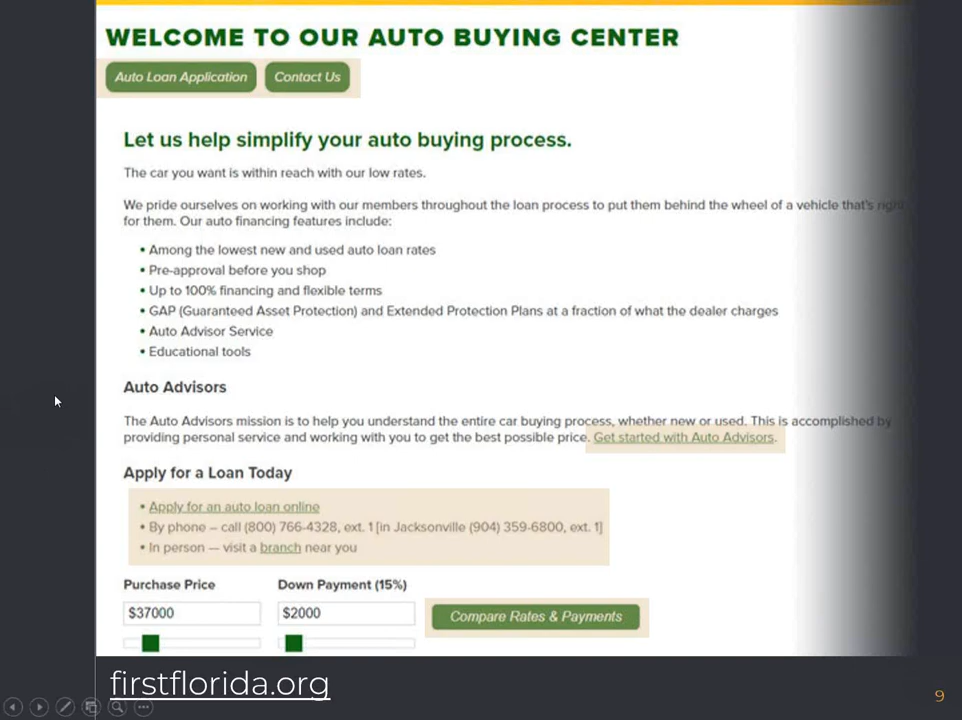 WELCOME TO OUR AUTO BUYING CENTER
Auto Loan Application Contact Us
Let us help simplify your auto buying process.
The car you want is within reach with our low rates.
We pride ourselves on working with our members throughout the loan process to put them behind the wheel of a vehicle that's right
for them. Our auto financing features include:
• Among the lowest new and used auto loan rates
• Pre-approval before you shop
• Up to 100% financing and flexible terms
• GAP (Guaranteed Asset Protection) and Extended Protection Plans at a fraction of what the dealer charges
• Auto Advisor Service
• Educational tools
Auto Advisors
The Auto Advisors mission is to help you understand the entire car buying process, whether new or used. This is accomplished by
providing personal service and working with you to get the best possible price. Get started with Auto Advisors.
Apply for a Loan Today
• Apply for an auto loan online
• By phone – call (800) 766-4328, ext. 1 [in Jacksonville (904) 359-6800, ext. 1]
• In person — visit a branch near you
Purchase Price Down Payment (15%)
$37000 $2000 Compare Rates & Payments
firstflorida.org
9